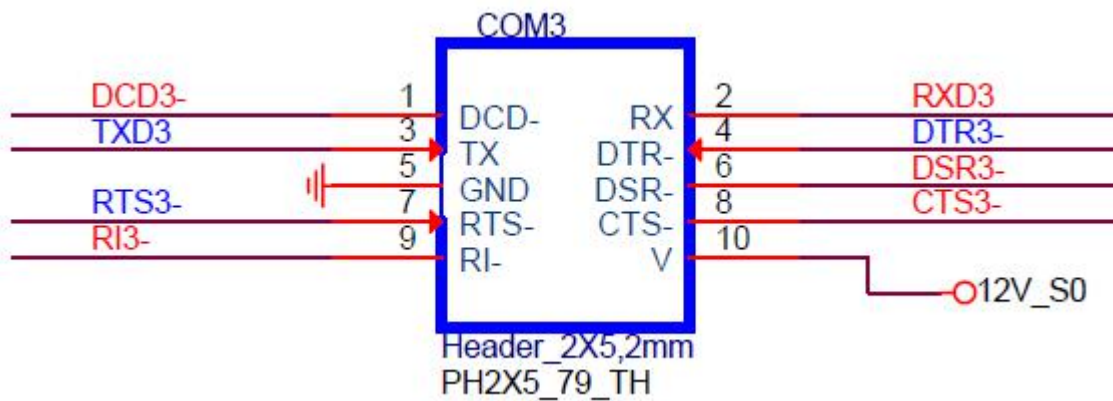 COM3
DCD3- 1 DCD- RX 2 RXD3
TXD3 3 TX DTR- 4 DTR3-
5 GND DSR- 6 DSR3-
RTS3- 7 RTS- CTS- 8 CTS3-
RI3- 9 RI- V 10
12V_S0
Header_2X5,2mm
PH2X5_79_TH